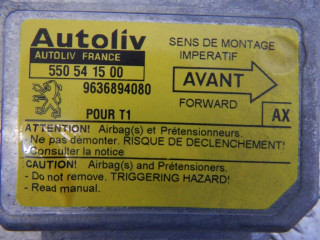 Autoliv
AUTOLIV FRANCE
550 54 15 00
9636894080
POUR T1
SENS DE MONTAGE
IMPERATIF
AVANT
FORWARD
AX
ATTENTION! Airbag(s) et Prétensionneurs.
- Ne pas démonter. RISQUE DE DECLENCHEMENT!
- Consulter la notice
CAUTION! Airbag(s) and Pretensioners.
- Do not remove. TRIGGERING HAZARD!
- Read manual.